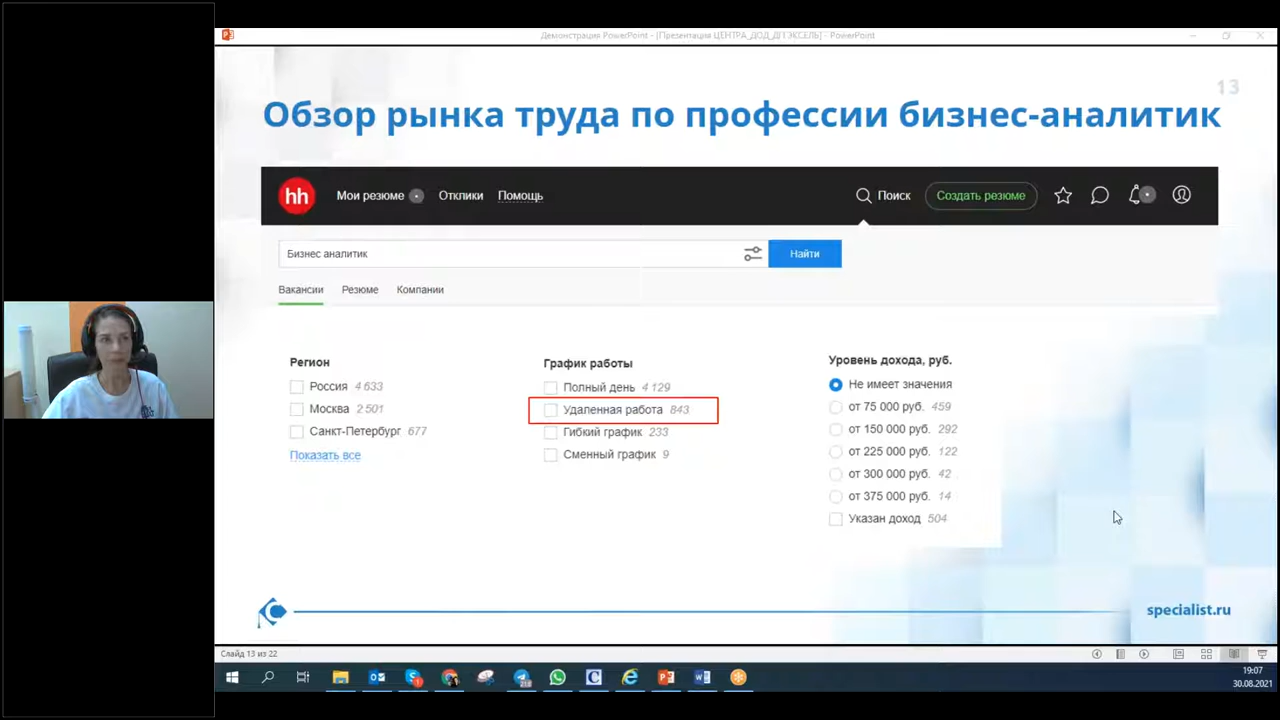 Демонстрация PowerPoint - [Презентация ЦЕНТРА_ДОД_ДП ЭКСЕЛЬ] - PowerPoint
13
Обзор рынка труда по профессии бизнес-аналитик
hh Мои резюме Отклики Помощь Поиск Создать резюме
Бизнес аналитик Найти
Вакансии Резюме Компании
Регион
Россия 4 633
Москва 2 501
Санкт-Петербург 677
Показать все
График работы
Полный день 4 129
Удаленная работа 843
Гибкий график 233
Сменный график 9
Уровень дохода, руб.
Не имеет значения
от 75 000 руб. 459
от 150 000 руб. 292
от 225 000 руб. 122
от 300 000 руб. 42
от 375 000 руб. 14
Указан доход 504
specialist.ru
Слайд 13 из 22
19:07
30.08.2021